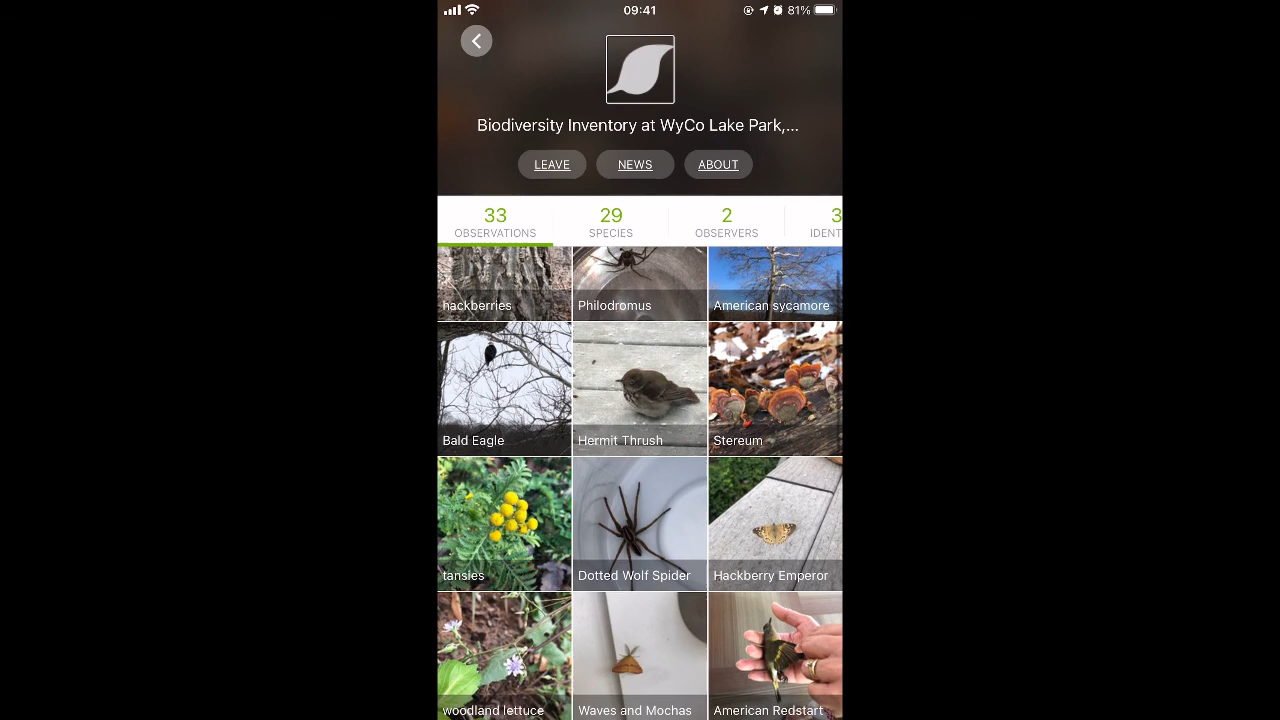 09:41
81%
Biodiversity Inventory at WyCo Lake Park,...
LEAVE NEWS ABOUT
33 29 2 3
OBSERVATIONS SPECIES OBSERVERS IDENT
hackberries Philodromus American sycamore
Bald Eagle Hermit Thrush Stereum
tansies Dotted Wolf Spider Hackberry Emperor
woodland lettuce Waves and Mochas American Redstart